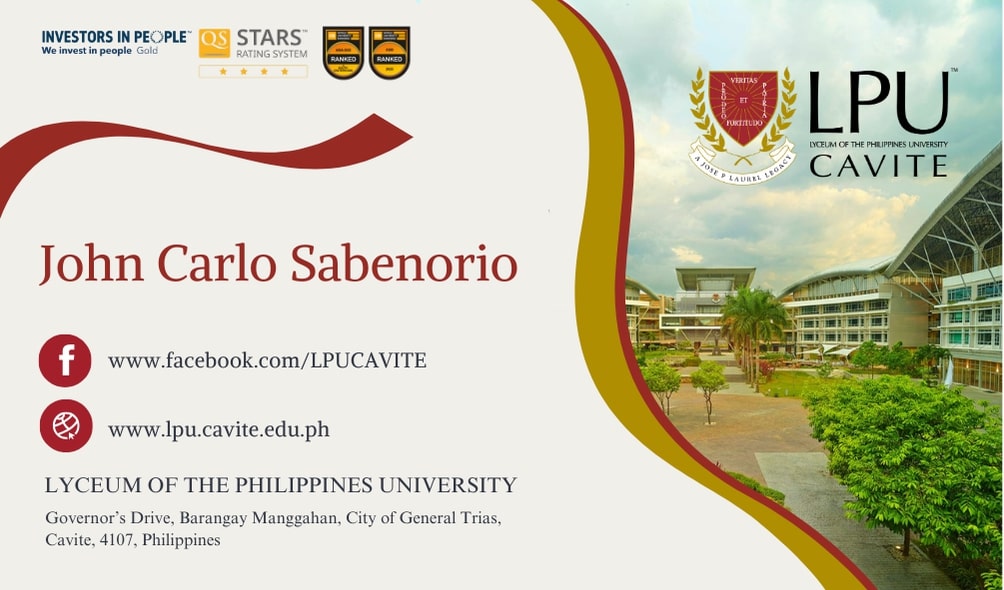 INVESTORS IN PEOPLE™
We invest in people Gold
QS STARS™
RATING SYSTEM
RANKED
RANKED
LPU™
LYCEUM OF THE PHILIPPINES UNIVERSITY
CAVITE
VERITAS
PRO DEO
ET
PATRIA
FORTITUDO
A JOSE P LAUREL LEGACY
John Carlo Sabenorio
www.facebook.com/LPUCAVITE
www.lpu.cavite.edu.ph
LYCEUM OF THE PHILIPPINES UNIVERSITY
Governor's Drive, Barangay Manggahan, City of General Trias,
Cavite, 4107, Philippines